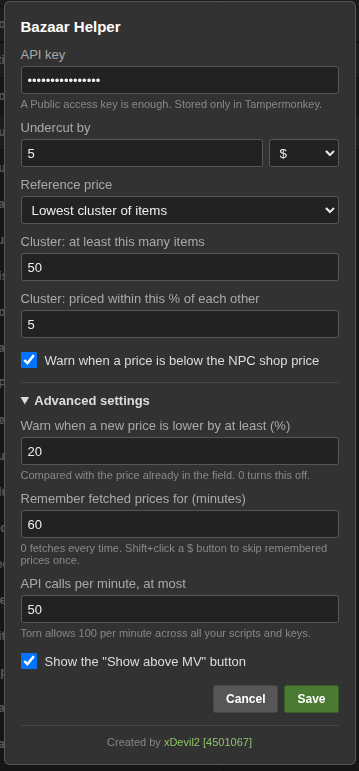 Bazaar Helper
API key
••••••••••••••••
A Public access key is enough. Stored only in Tampermonkey.
Undercut by
5
$
Reference price
Lowest cluster of items
Cluster: at least this many items
50
Cluster: priced within this % of each other
5
Warn when a price is below the NPC shop price
▼ Advanced settings
Warn when a new price is lower by at least (%)
20
Compared with the price already in the field. 0 turns this off.
Remember fetched prices for (minutes)
60
0 fetches every time. Shift+click a $ button to skip remembered
prices once.
API calls per minute, at most
50
Torn allows 100 per minute across all your scripts and keys.
Show the "Show above MV" button
Cancel
Save
Created by xDevil2 [4501067]